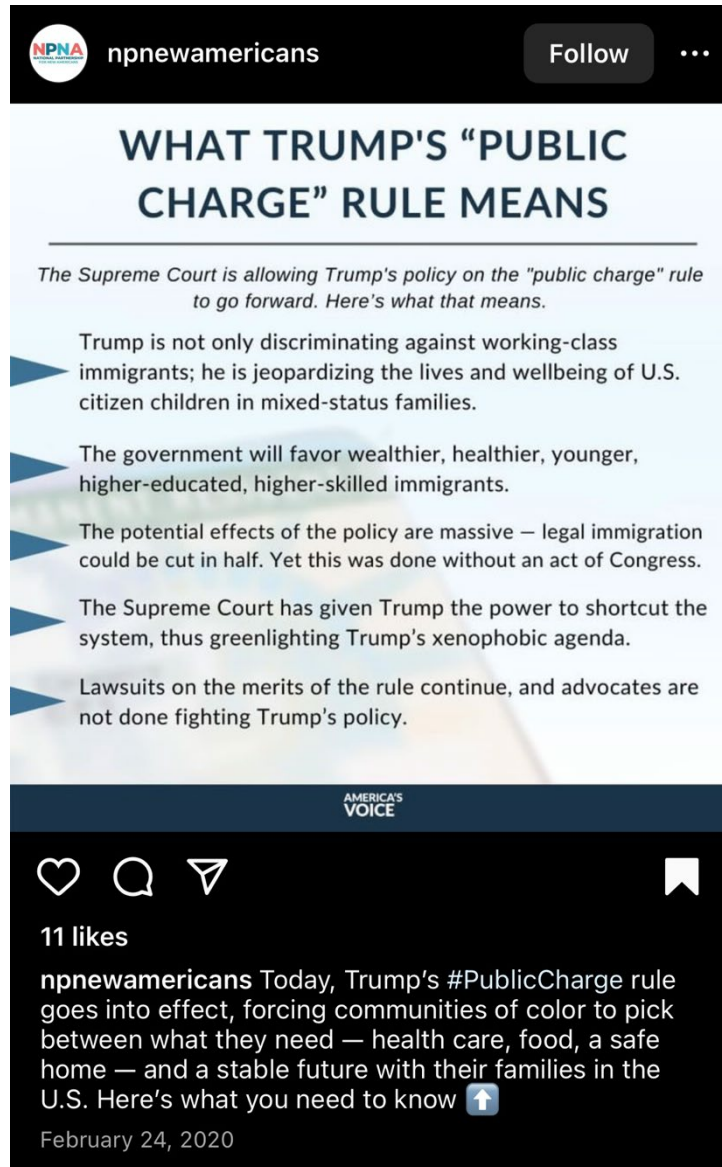 NPNA
NATIONAL PARTNERSHIP
FOR NEW AMERICANS
npnewamericans
Follow
WHAT TRUMP'S “PUBLIC
CHARGE” RULE MEANS
The Supreme Court is allowing Trump's policy on the "public charge" rule
to go forward. Here's what that means.
Trump is not only discriminating against working-class
immigrants; he is jeopardizing the lives and wellbeing of U.S.
citizen children in mixed-status families.
The government will favor wealthier, healthier, younger,
higher-educated, higher-skilled immigrants.
The potential effects of the policy are massive — legal immigration
could be cut in half. Yet this was done without an act of Congress.
The Supreme Court has given Trump the power to shortcut the
system, thus greenlighting Trump’s xenophobic agenda.
Lawsuits on the merits of the rule continue, and advocates are
not done fighting Trump’s policy.
AMERICA'S
VOICE
11 likes
npnewamericans Today, Trump’s #PublicCharge rule
goes into effect, forcing communities of color to pick
between what they need — health care, food, a safe
home — and a stable future with their families in the
U.S. Here’s what you need to know ⬆️
February 24, 2020